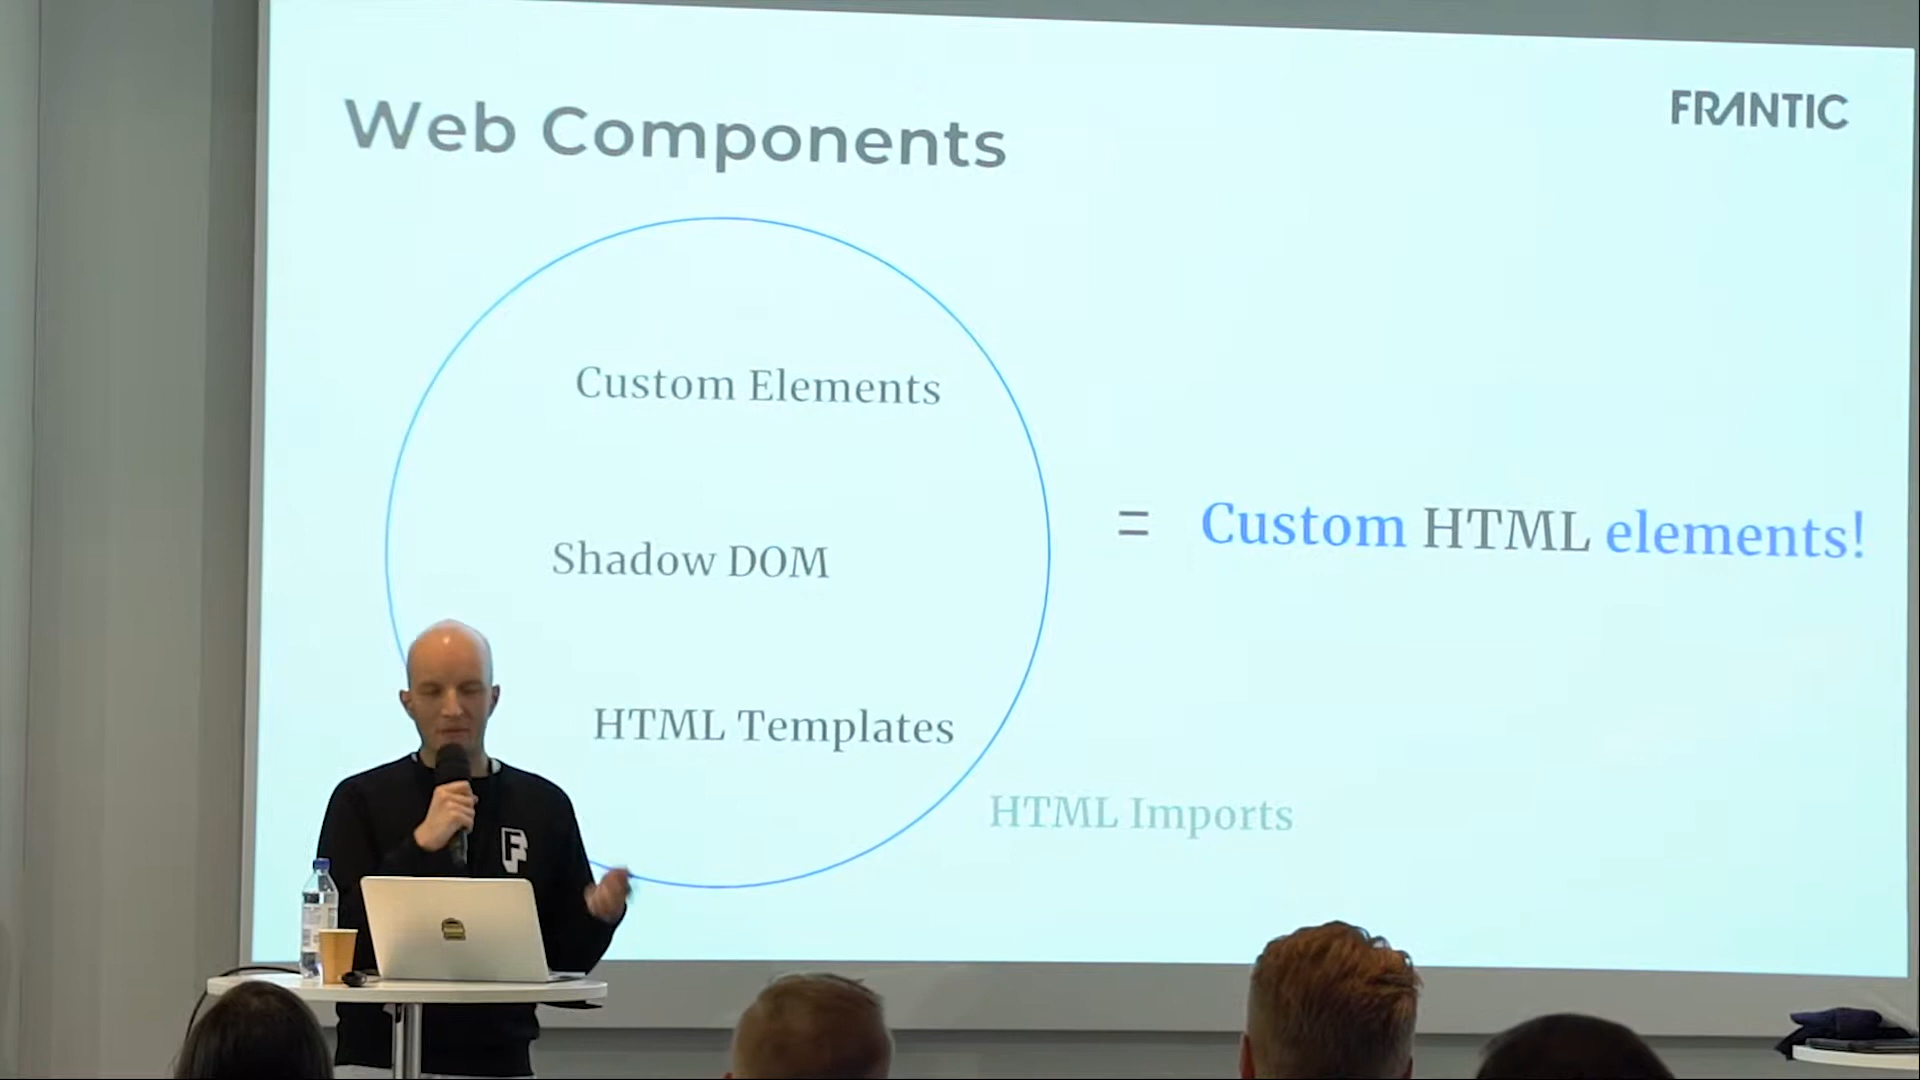 Web Components
FRANTIC
Custom Elements
Shadow DOM
HTML Templates
= Custom HTML elements!
HTML Imports
F